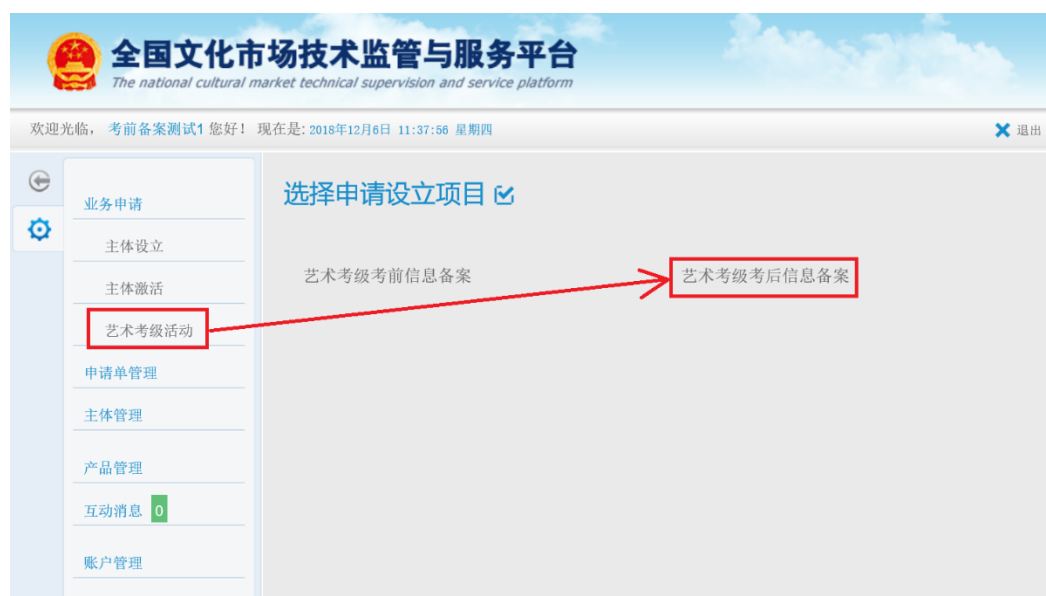 全国文化市场技术监管与服务平台
The national cultural market technical supervision and service platform
欢迎光临， 考前备案测试1 您好！ 现在是: 2018年12月6日 11:37:56 星期四
退出
业务申请
主体设立
主体激活
艺术考级活动
申请单管理
主体管理
产品管理
互动消息 0
账户管理
选择申请设立项目
艺术考级考前信息备案
艺术考级考后信息备案